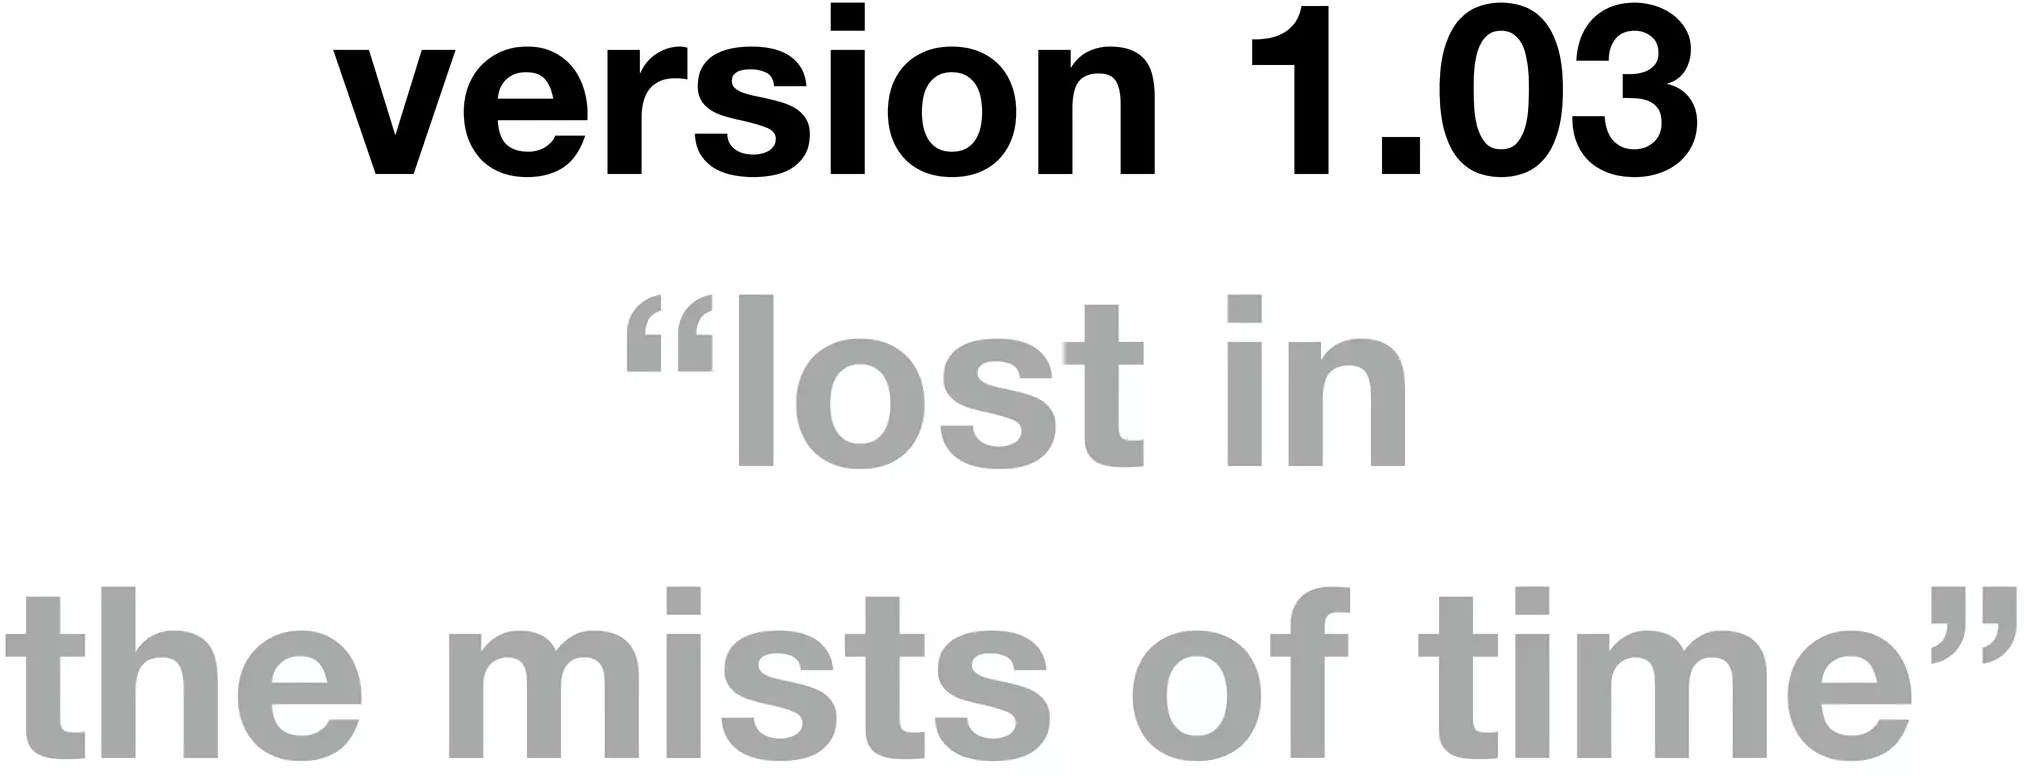 version 1.03
“lost in
the mists of time”